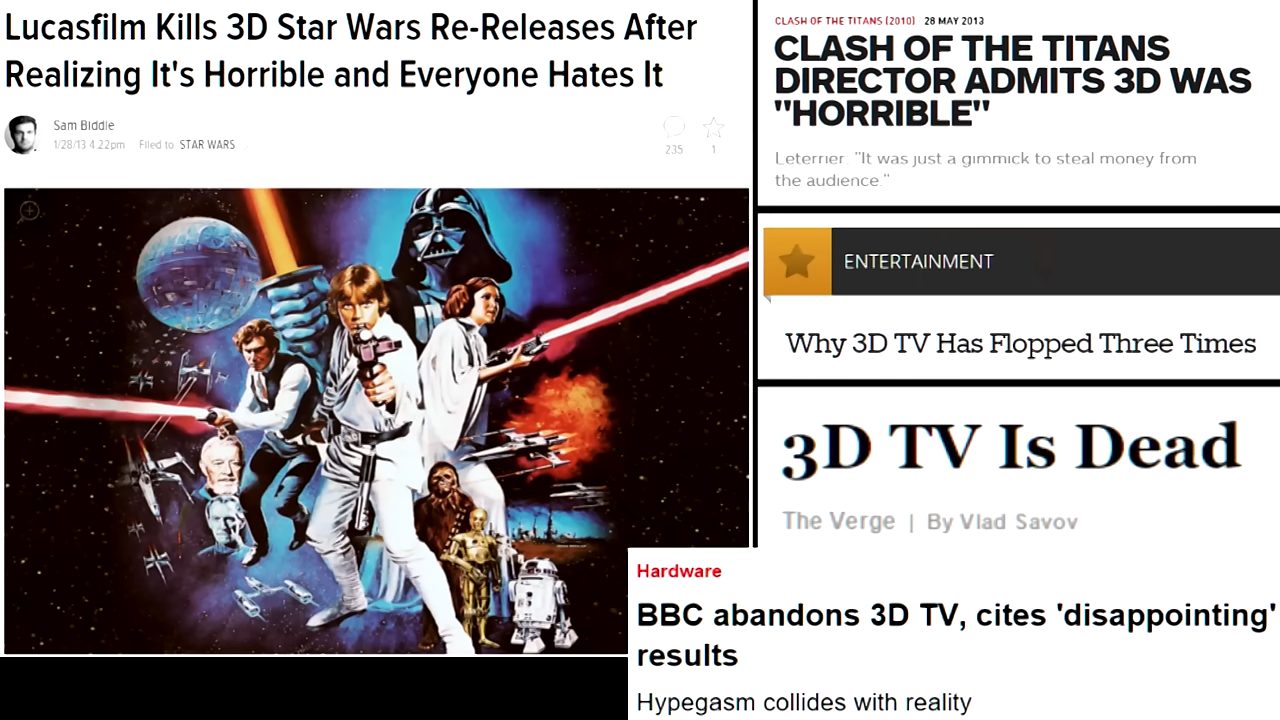 Lucasfilm Kills 3D Star Wars Re-Releases After
Realizing It's Horrible and Everyone Hates It
Sam Biddle
1/28/13 4:22pm Filed to STAR WARS
235 1
CLASH OF THE TITANS (2010) 28 MAY 2013
CLASH OF THE TITANS
DIRECTOR ADMITS 3D WAS
"HORRIBLE"
Leterrier: "It was just a gimmick to steal money from
the audience."
ENTERTAINMENT
Why 3D TV Has Flopped Three Times
3D TV Is Dead
The Verge | By Vlad Savov
Hardware
BBC abandons 3D TV, cites 'disappointing'
results
Hypegasm collides with reality